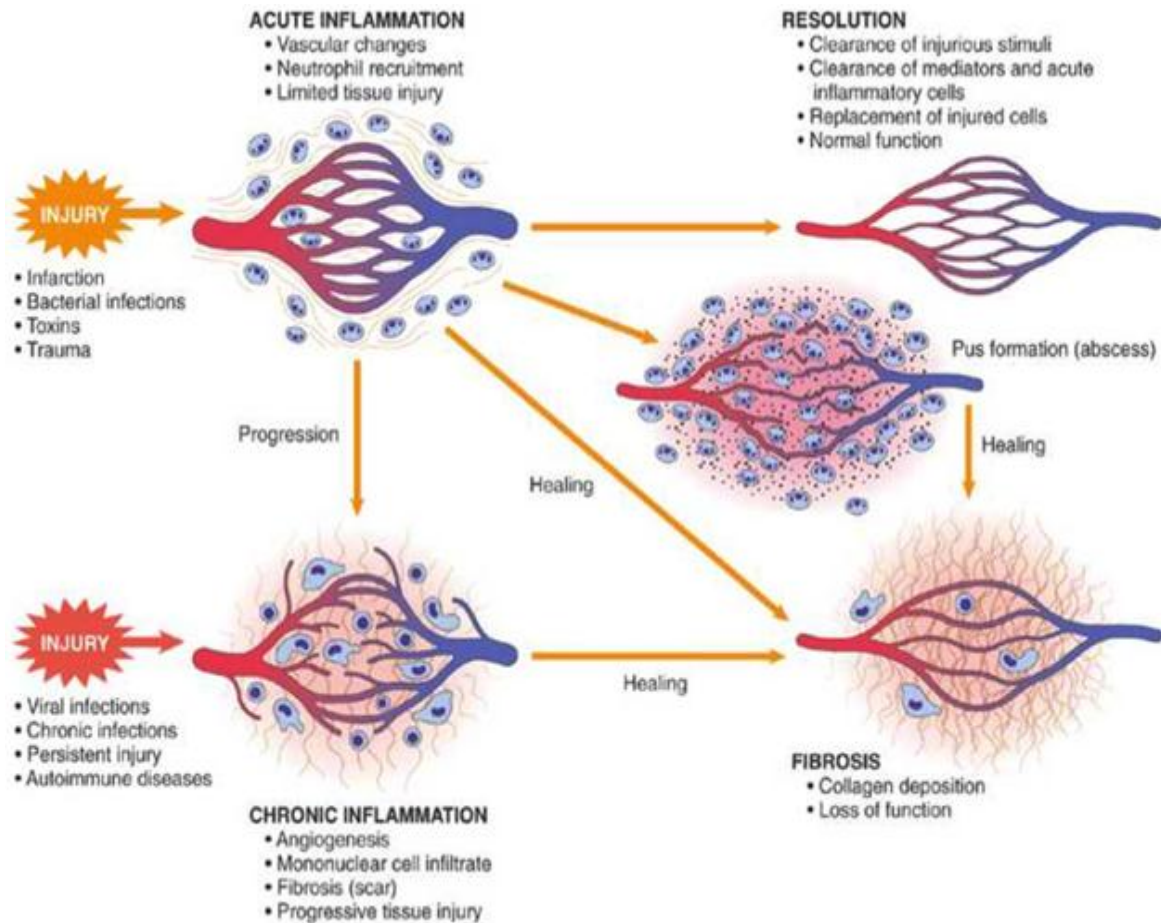 ACUTE INFLAMMATION
• Vascular changes
• Neutrophil recruitment
• Limited tissue injury
RESOLUTION
• Clearance of injurious stimuli
• Clearance of mediators and acute
inflammatory cells
• Replacement of injured cells
• Normal function
INJURY
• Infarction
• Bacterial infections
• Toxins
• Trauma
Pus formation (abscess)
Progression
Healing
Healing
INJURY
• Viral infections
• Chronic infections
• Persistent injury
• Autoimmune diseases
Healing
CHRONIC INFLAMMATION
• Angiogenesis
• Mononuclear cell infiltrate
• Fibrosis (scar)
• Progressive tissue injury
FIBROSIS
• Collagen deposition
• Loss of function